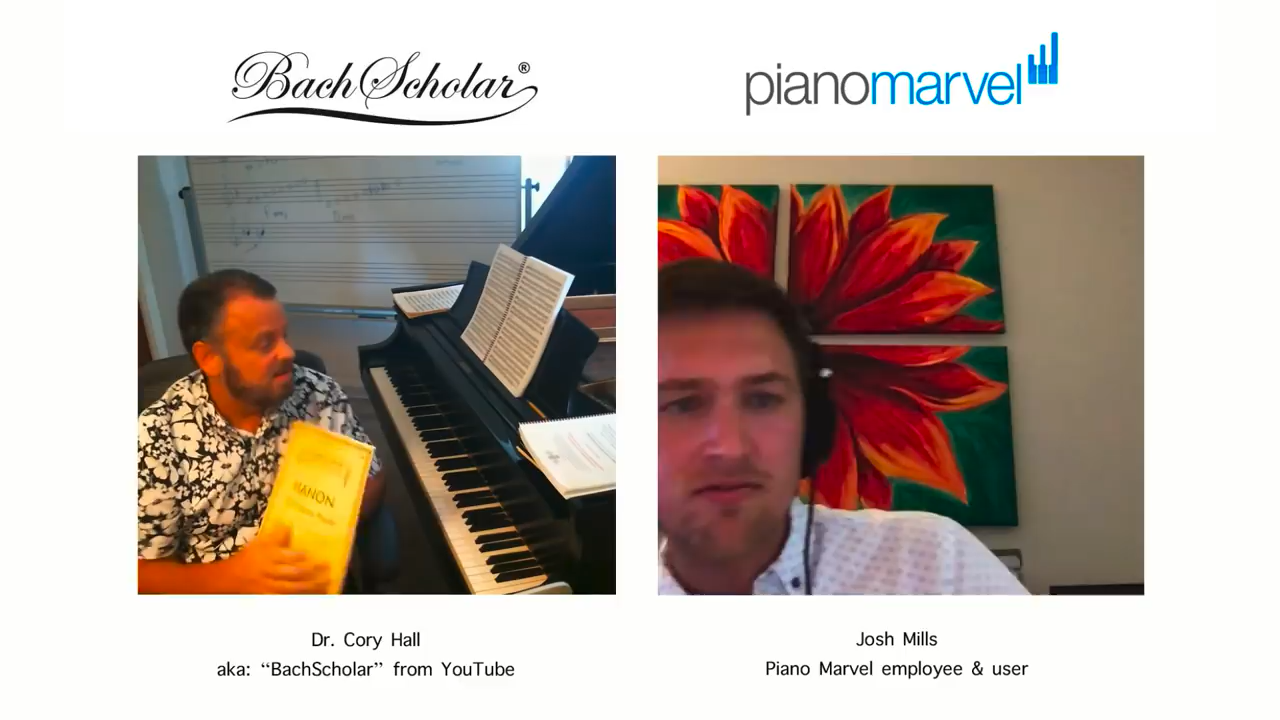 BachScholar®
pianomarvel
HANON
Dr. Cory Hall
aka: “BachScholar” from YouTube
Josh Mills
Piano Marvel employee & user